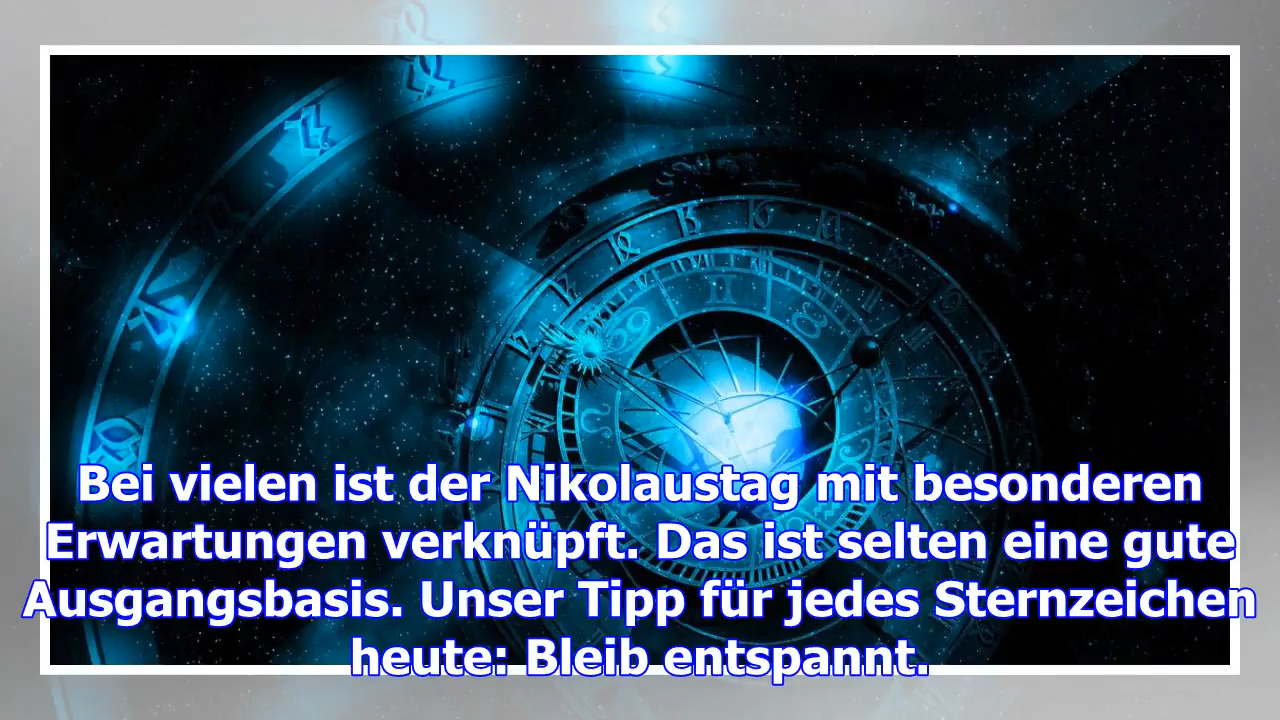 Bei vielen ist der Nikolaustag mit besonderen
Erwartungen verknüpft. Das ist selten eine gute
Ausgangsbasis. Unser Tipp für jedes Sternzeichen
heute: Bleib entspannt.